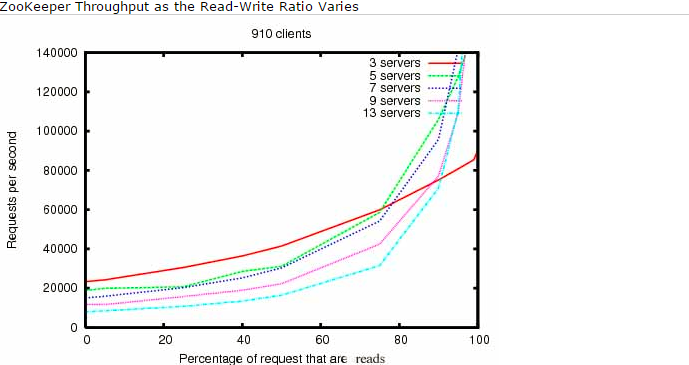 ZooKeeper Throughput as the Read-Write Ratio Varies
910 clients
140000
120000
100000
80000
60000
40000
20000
0
Requests per second
3 servers
5 servers
7 servers
9 servers
13 servers
0 20 40 60 80 100
Percentage of request that are reads